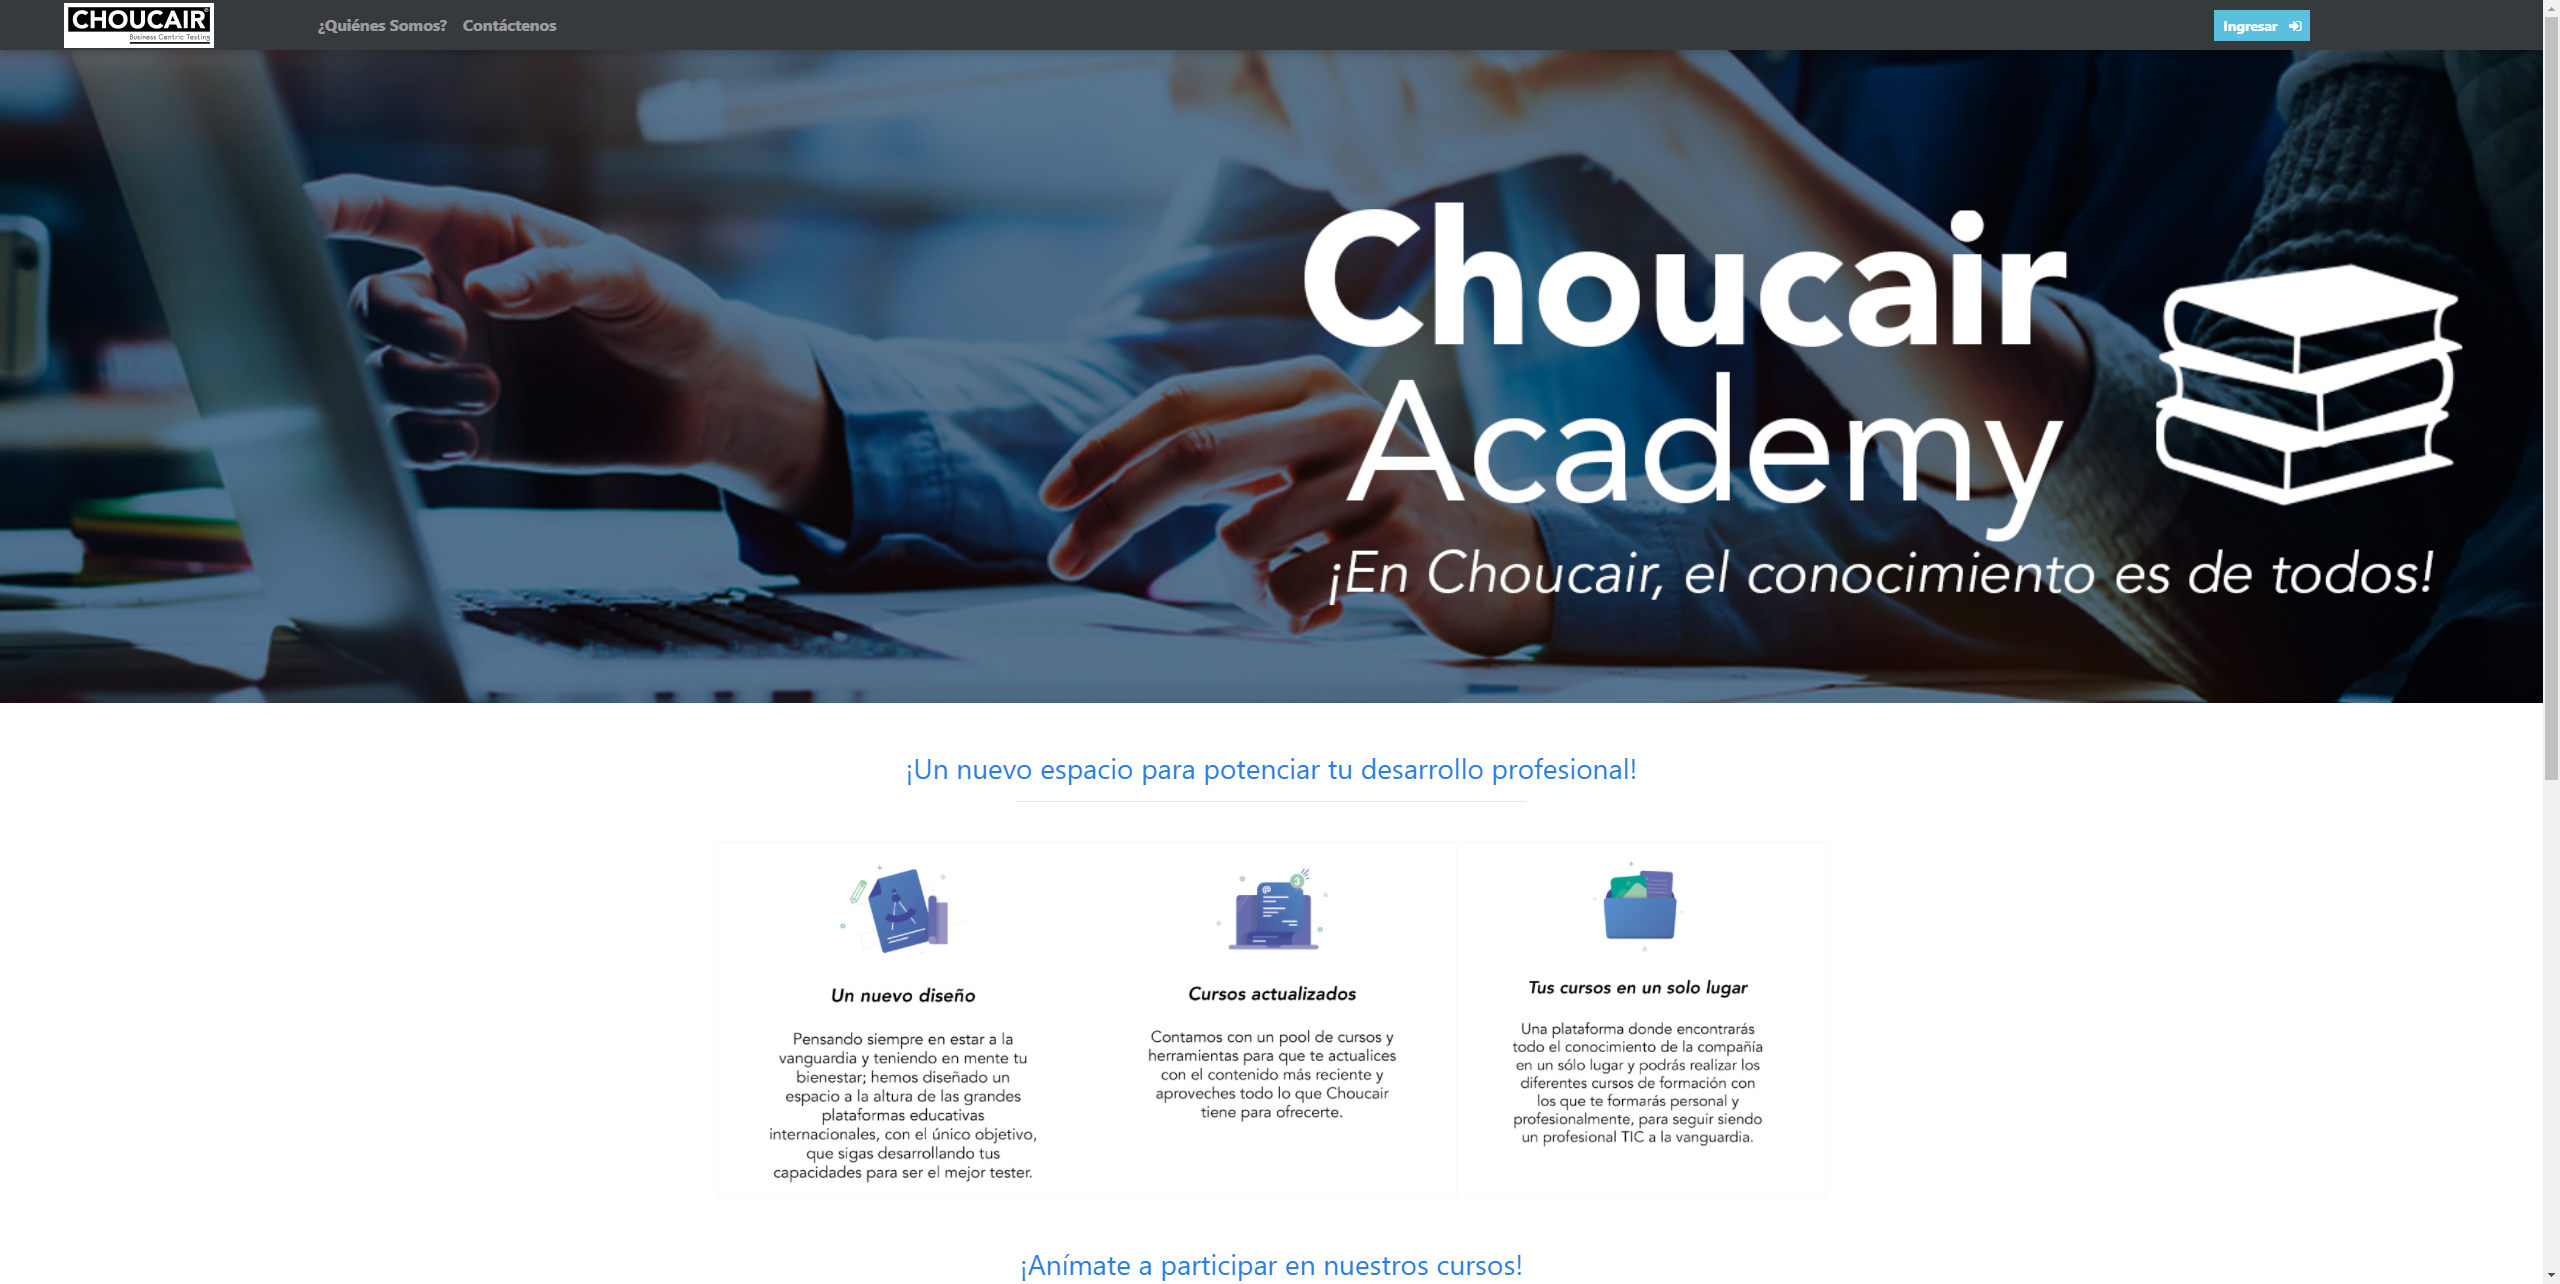 CHOUCAIR®
Business Centric Testing
¿Quiénes Somos?
Contáctenos
Ingresar
Choucair
Academy
¡En Choucair, el conocimiento es de todos!
¡Un nuevo espacio para potenciar tu desarrollo profesional!
3
Un nuevo diseño
Pensando siempre en estar a la
vanguardia y teniendo en mente tu
bienestar; hemos diseñado un
espacio a la altura de las grandes
plataformas educativas
internacionales, con el único objetivo,
que sigas desarrollando tus
capacidades para ser el mejor tester.
Cursos actualizados
Contamos con un pool de cursos y
herramientas para que te actualices
con el contenido más reciente y
aproveches todo lo que Choucair
tiene para ofrecerte.
Tus cursos en un solo lugar
Una plataforma donde encontrarás
todo el conocimiento de la compañía
en un sólo lugar y podrás realizar los
diferentes cursos de formación con
los que te formarás personal y
profesionalmente, para seguir siendo
un profesional TIC a la vanguardia.
¡Anímate a participar en nuestros cursos!